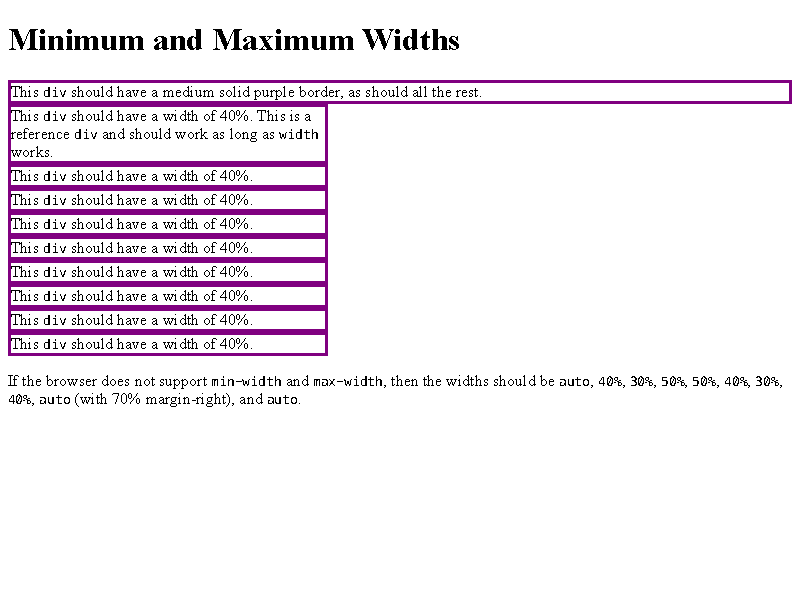 Minimum and Maximum Widths
This div should have a medium solid purple border, as should all the rest.
This div should have a width of 40%. This is a
reference div and should work as long as width
works.
This div should have a width of 40%.
This div should have a width of 40%.
This div should have a width of 40%.
This div should have a width of 40%.
This div should have a width of 40%.
This div should have a width of 40%.
This div should have a width of 40%.
This div should have a width of 40%.
If the browser does not support min-width and max-width, then the widths should be auto, 40%, 30%, 50%, 50%, 40%, 30%,
40%, auto (with 70% margin-right), and auto.